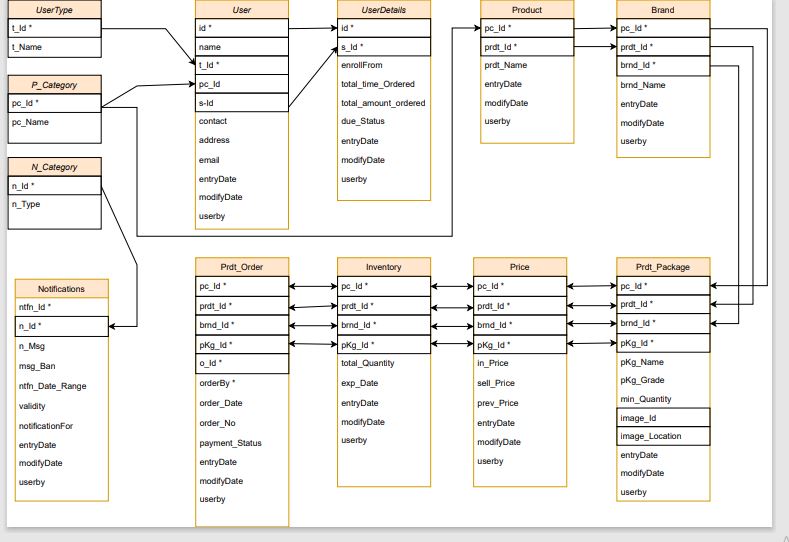 UserType
t_Id *
t_Name
P_Category
pc_Id *
pc_Name
N_Category
n_Id *
n_Type
Notifications
ntfn_Id *
n_Id *
n_Msg
msg_Ban
ntfn_Date_Range
validity
notificationFor
entryDate
modifyDate
userby
User
id *
name
t_Id *
pc_Id
s-Id
contact
address
email
entryDate
modifyDate
userby
UserDetails
id *
s_Id *
enrollFrom
total_time_Ordered
total_amount_ordered
due_Status
entryDate
modifyDate
userby
Product
pc_Id *
prdt_Id *
prdt_Name
entryDate
modifyDate
userby
Brand
pc_Id *
prdt_Id *
brnd_Id *
brnd_Name
entryDate
modifyDate
userby
Prdt_Order
pc_Id *
prdt_Id *
brnd_Id *
pKg_Id *
o_Id *
orderBy *
order_Date
order_No
payment_Status
entryDate
modifyDate
userby
Inventory
pc_Id *
prdt_Id *
brnd_Id *
pKg_Id *
total_Quantity
exp_Date
entryDate
modifyDate
userby
Price
pc_Id *
prdt_Id *
brnd_Id *
pKg_Id *
in_Price
sell_Price
prev_Price
entryDate
modifyDate
userby
Prdt_Package
pc_Id *
prdt_Id *
brnd_Id *
pKg_Id *
pKg_Name
pKg_Grade
min_Quantity
image_Id
image_Location
entryDate
modifyDate
userby